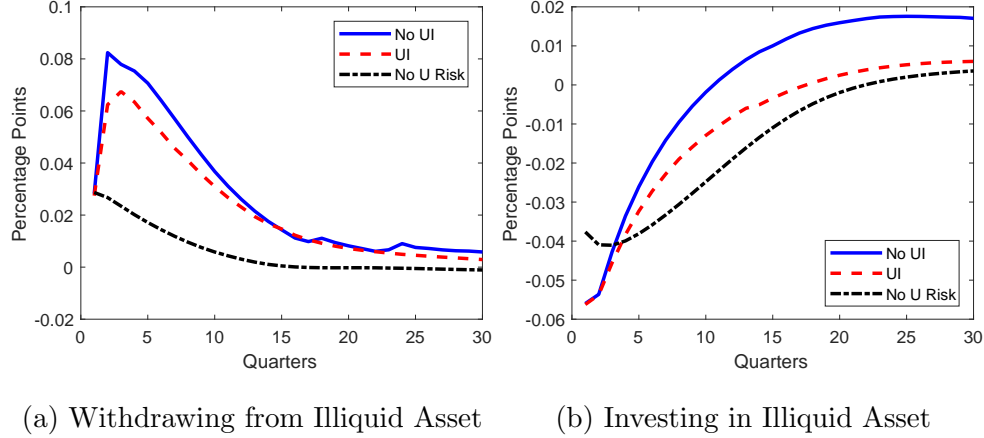 0.1
0.08
0.06
0.04
0.02
0
-0.02
Percentage Points
0 5 10 15 20 25 30
Quarters
No UI
UI
No U Risk
(a) Withdrawing from Illiquid Asset
0.02
0.01
0
-0.01
-0.02
-0.03
-0.04
-0.05
-0.06
Percentage Points
0 5 10 15 20 25 30
Quarters
No UI
UI
No U Risk
(b) Investing in Illiquid Asset